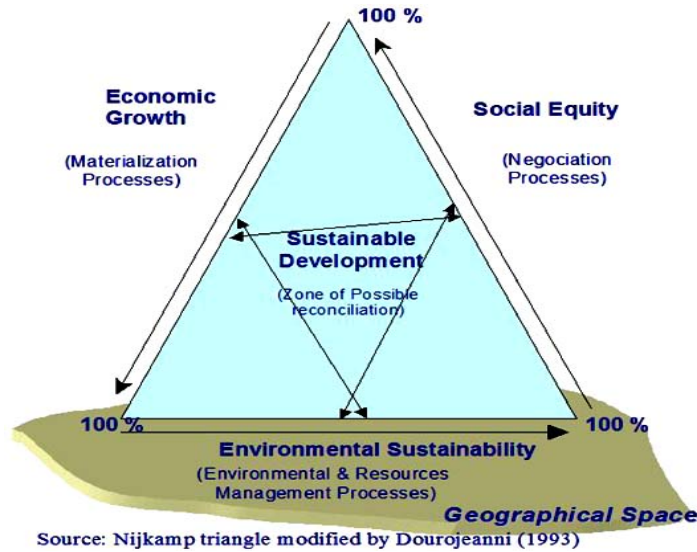 100 %
Economic
Growth
(Materialization
Processes)
Social Equity
(Negociation
Processes)
Sustainable
Development
(Zone of Possible
reconciliation)
100 %
100 %
Environmental Sustainability
(Environmental & Resources
Management Processes)
Geographical Space
Source: Nijkamp triangle modified by Dourojeanni (1993)